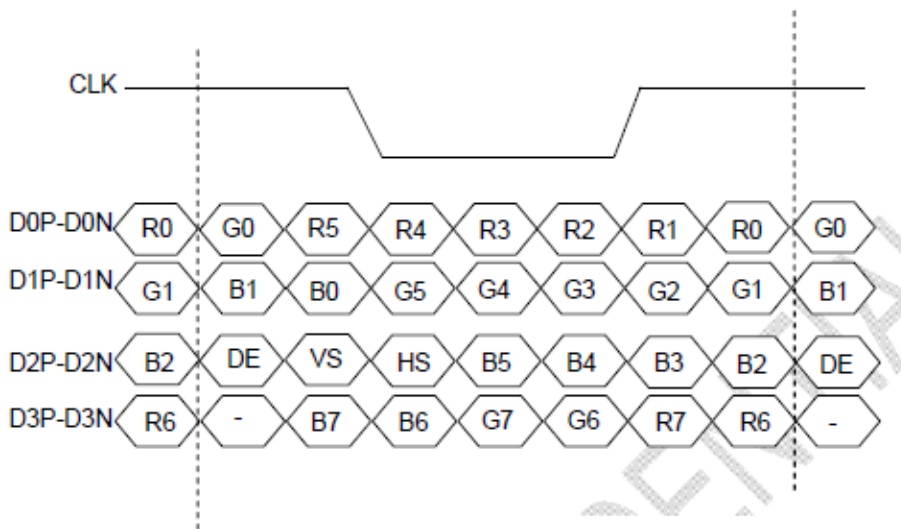 CLK
D0P-D0N R0 G0 R5 R4 R3 R2 R1 R0 G0
D1P-D1N G1 B1 B0 G5 G4 G3 G2 G1 B1
D2P-D2N B2 DE VS HS B5 B4 B3 B2 DE
D3P-D3N R6 - B7 B6 G7 G6 R7 R6 -